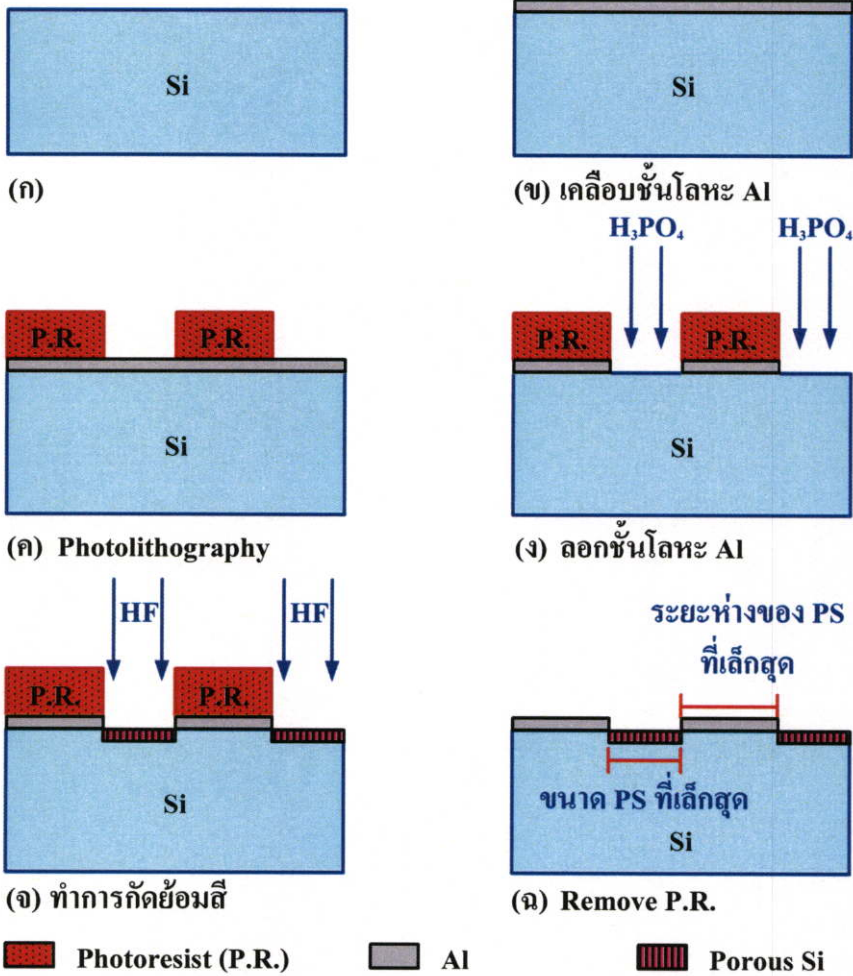 Si
(ก)
Si
(ข) เคลือบชั้นโลหะ Al
P.R.
P.R.
Si
(ค) Photolithography
H₃PO₄
H₃PO₄
P.R.
P.R.
Si
(ง) ลอกชั้นโลหะ Al
HF
HF
P.R.
P.R.
Si
(จ) ทำการกัดย้อมสี
ระยะห่างของ PS
ที่เล็กสุด
ขนาด PS ที่เล็กสุด
Si
(ฉ) Remove P.R.
Photoresist (P.R.)
Al
Porous Si